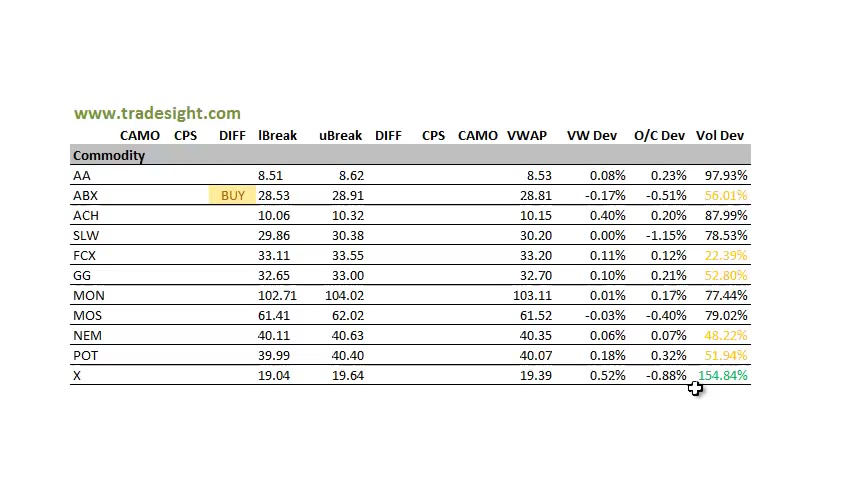 www.tradesight.com
CAMO CPS DIFF lBreak uBreak DIFF CPS CAMO VWAP VW Dev O/C Dev Vol Dev
Commodity
AA 8.51 8.62 8.53 0.08% 0.23% 97.93%
ABX BUY 28.53 28.91 28.81 -0.17% -0.51% 56.01%
ACH 10.06 10.32 10.15 0.40% 0.20% 87.99%
SLW 29.86 30.38 30.20 0.00% -1.15% 78.53%
FCX 33.11 33.55 33.20 0.11% 0.12% 22.39%
GG 32.65 33.00 32.70 0.10% 0.21% 52.80%
MON 102.71 104.02 103.11 0.01% 0.17% 77.44%
MOS 61.41 62.02 61.52 -0.03% -0.40% 79.02%
NEM 40.11 40.63 40.35 0.06% 0.07% 48.22%
POT 39.99 40.40 40.07 0.18% 0.32% 51.94%
X 19.04 19.64 19.39 0.52% -0.88% 154.84%